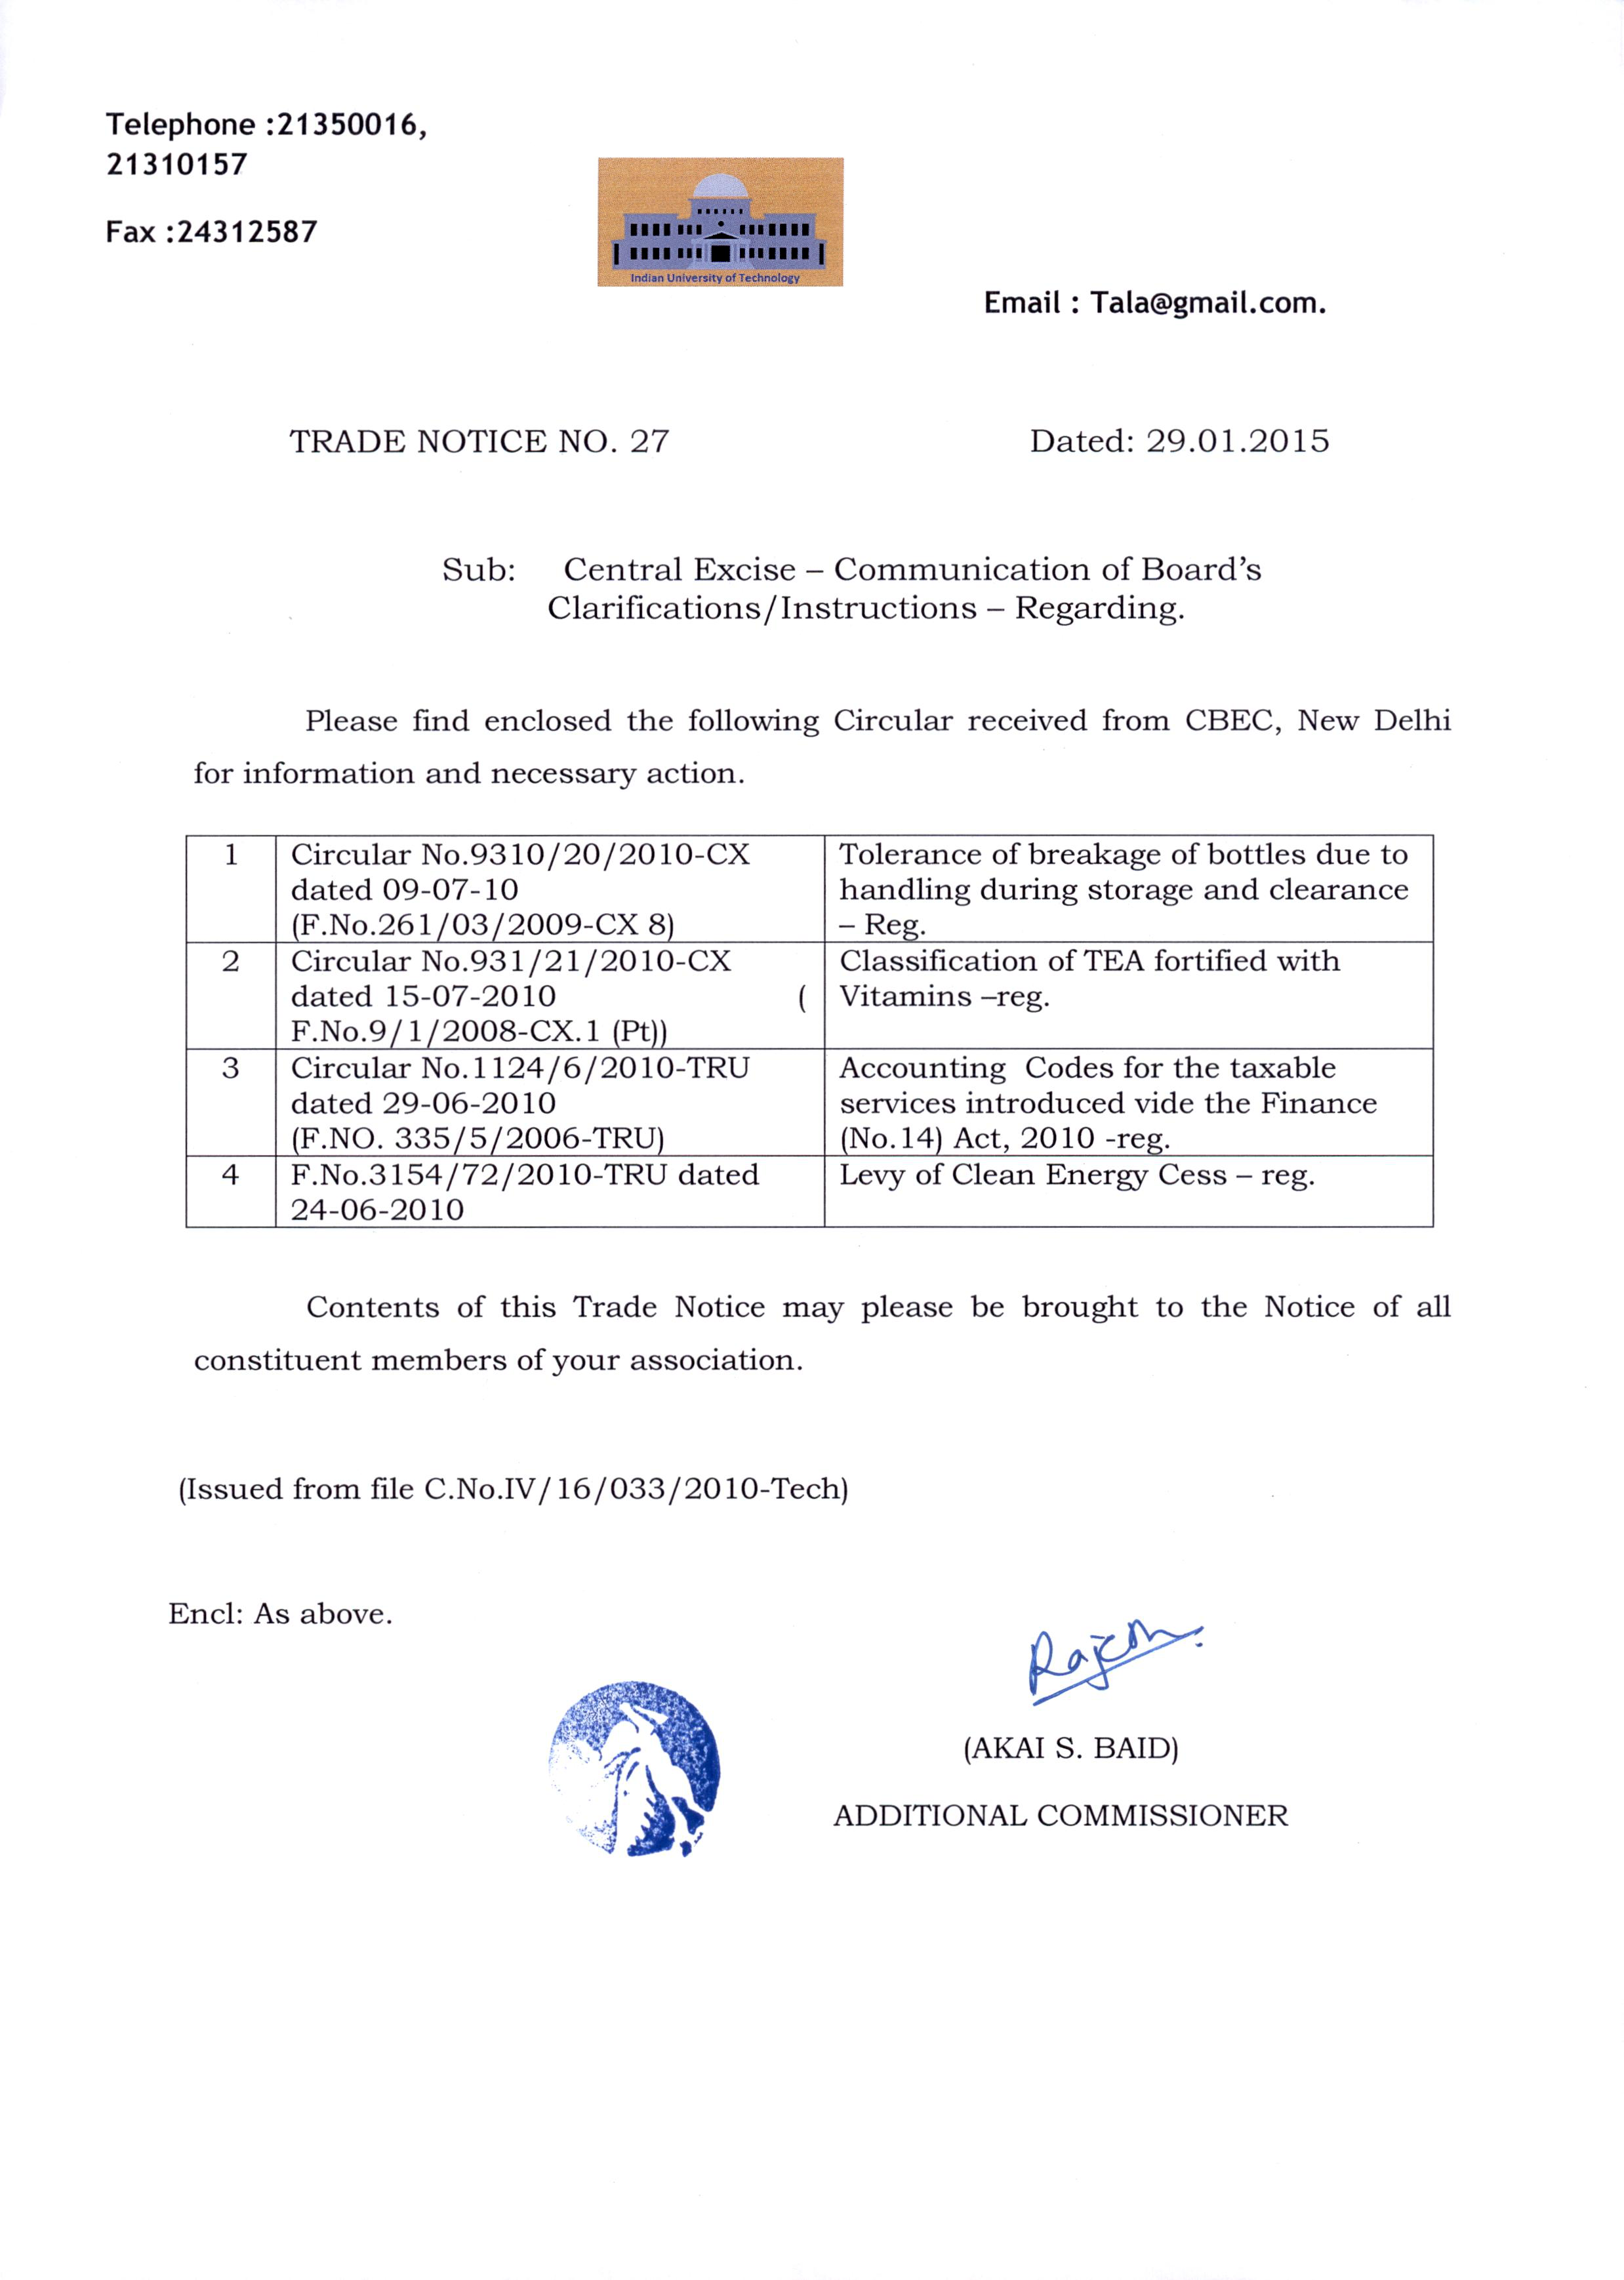 Telephone :21350016,
21310157
Fax :24312587
Indian University of Technology
Email : Tala@gmail.com.
TRADE NOTICE NO. 27 Dated: 29.01.2015
Sub: Central Excise – Communication of Board's
Clarifications/Instructions – Regarding.
Please find enclosed the following Circular received from CBEC, New Delhi
for information and necessary action.
1 Circular No.9310/20/2010-CX Tolerance of breakage of bottles due to
dated 09-07-10 handling during storage and clearance
(F.No.261/03/2009-CX 8) – Reg.
2 Circular No.931/21/2010-CX Classification of TEA fortified with
dated 15-07-2010 ( Vitamins –reg.
F.No.9/1/2008-CX.1 (Pt))
3 Circular No.1124/6/2010-TRU Accounting Codes for the taxable
dated 29-06-2010 services introduced vide the Finance
(F.NO. 335/5/2006-TRU) (No.14) Act, 2010 -reg.
4 F.No.3154/72/2010-TRU dated Levy of Clean Energy Cess – reg.
24-06-2010
Contents of this Trade Notice may please be brought to the Notice of all
constituent members of your association.
(Issued from file C.No.IV/16/033/2010-Tech)
Encl: As above.
Rajesh.
(AKAI S. BAID)
ADDITIONAL COMMISSIONER